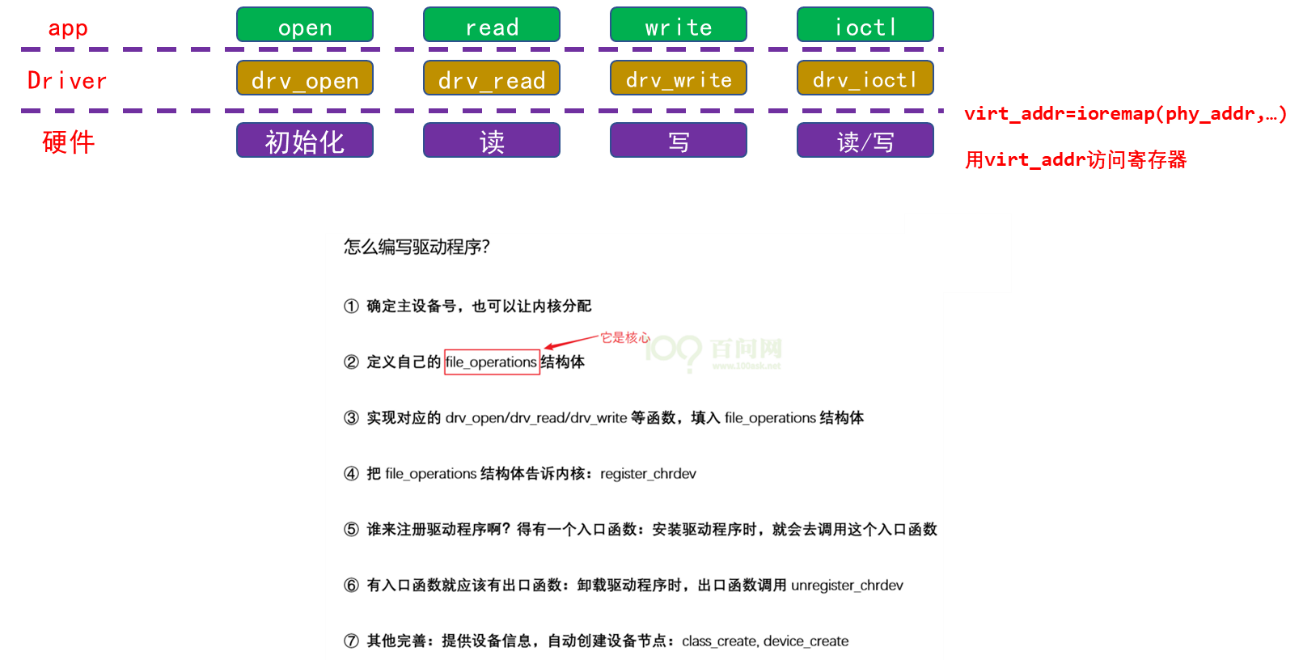 app open read write ioctl
Driver drv_open drv_read drv_write drv_ioctl
virt_addr=ioremap(phy_addr,…)
硬件 初始化 读 写 读/写
用virt_addr访问寄存器
怎么编写驱动程序?
① 确定主设备号，也可以让内核分配
它是核心
百问网
www.100ask.net
② 定义自己的 file_operations 结构体
③ 实现对应的 drv_open/drv_read/drv_write 等函数，填入 file_operations 结构体
④ 把 file_operations 结构体告诉内核：register_chrdev
⑤ 谁来注册驱动程序啊？得有一个入口函数：安装驱动程序时，就会去调用这个入口函数
⑥ 有入口函数就应该有出口函数：卸载驱动程序时，出口函数调用 unregister_chrdev
⑦ 其他完善：提供设备信息，自动创建设备节点：class_create, device_create